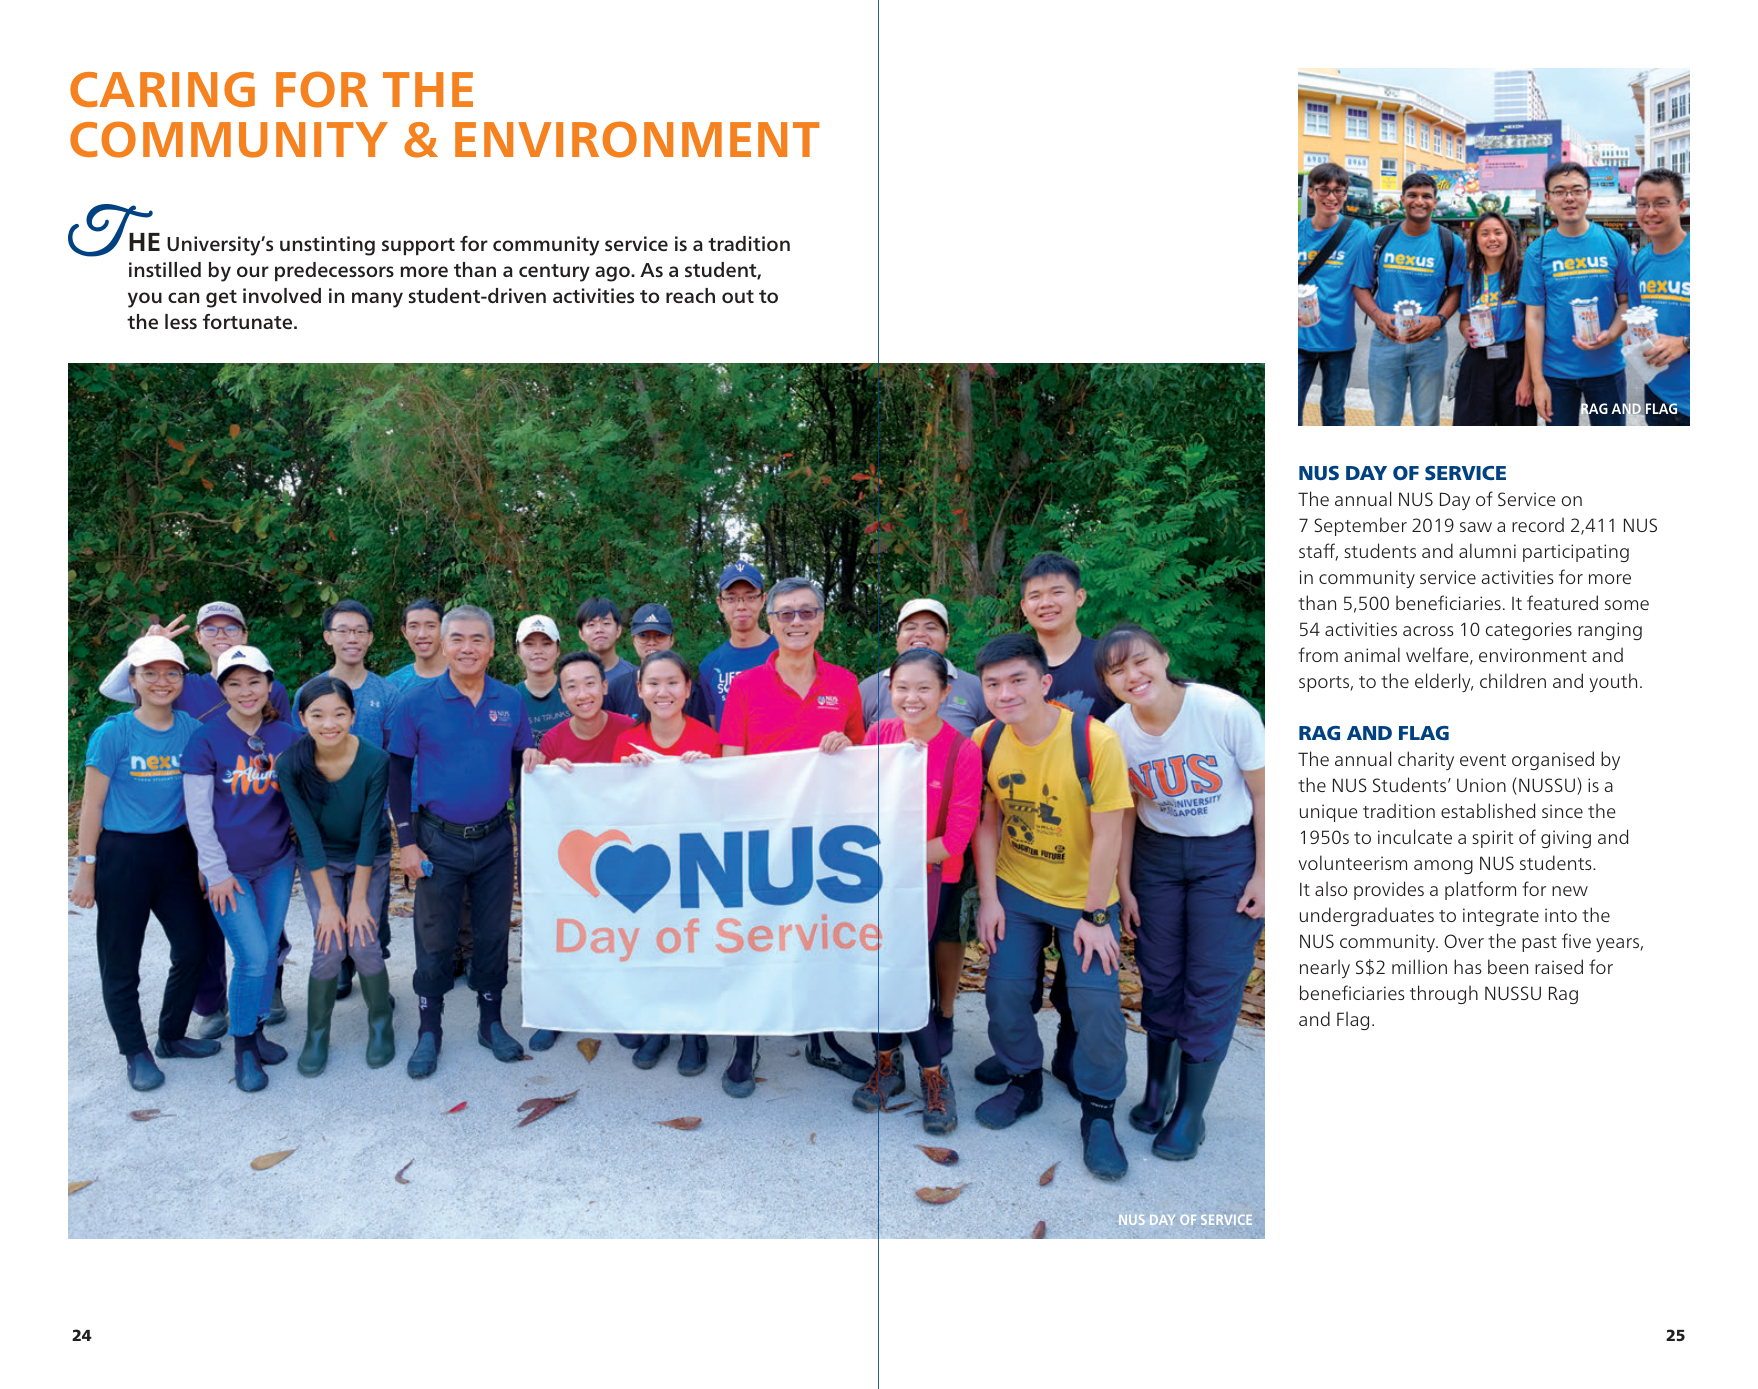 CARING FOR THE
COMMUNITY & ENVIRONMENT
THE University’s unstinting support for community service is a tradition
instilled by our predecessors more than a century ago. As a student,
you can get involved in many student-driven activities to reach out to
the less fortunate.
nexus
nexus
nexus
RAG AND FLAG
NUS DAY OF SERVICE
The annual NUS Day of Service on
7 September 2019 saw a record 2,411 NUS
staff, students and alumni participating
in community service activities for more
than 5,500 beneficiaries. It featured some
54 activities across 10 categories ranging
from animal welfare, environment and
sports, to the elderly, children and youth.
RAG AND FLAG
The annual charity event organised by
the NUS Students’ Union (NUSSU) is a
unique tradition established since the
1950s to inculcate a spirit of giving and
volunteerism among NUS students.
It also provides a platform for new
undergraduates to integrate into the
NUS community. Over the past five years,
nearly S$2 million has been raised for
beneficiaries through NUSSU Rag
and Flag.
NUS
NUS
NUS
NUS
Day of Service
NUS DAY OF SERVICE
24
25